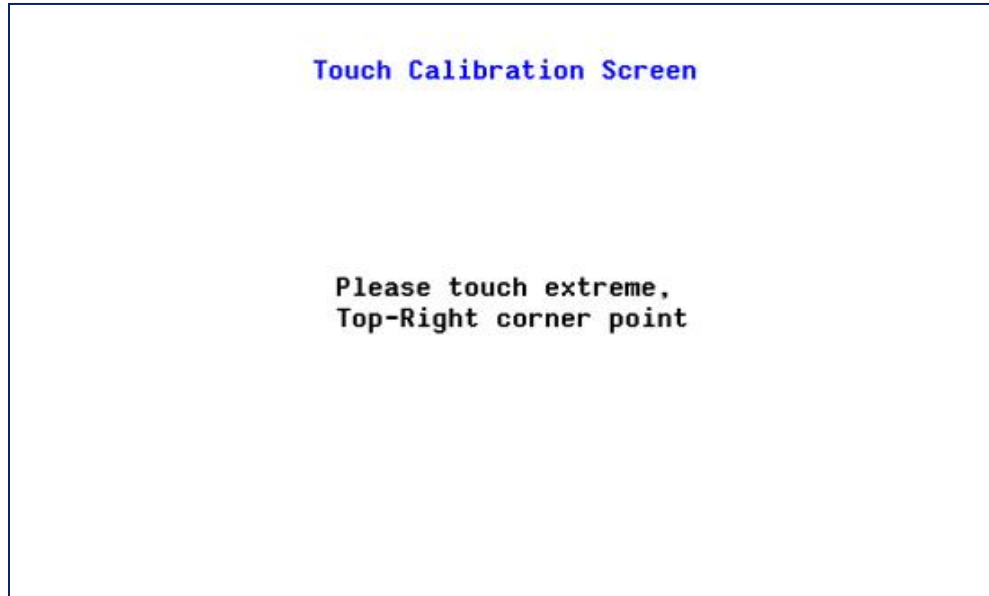 Touch Calibration Screen
Please touch extreme,
Top-Right corner point